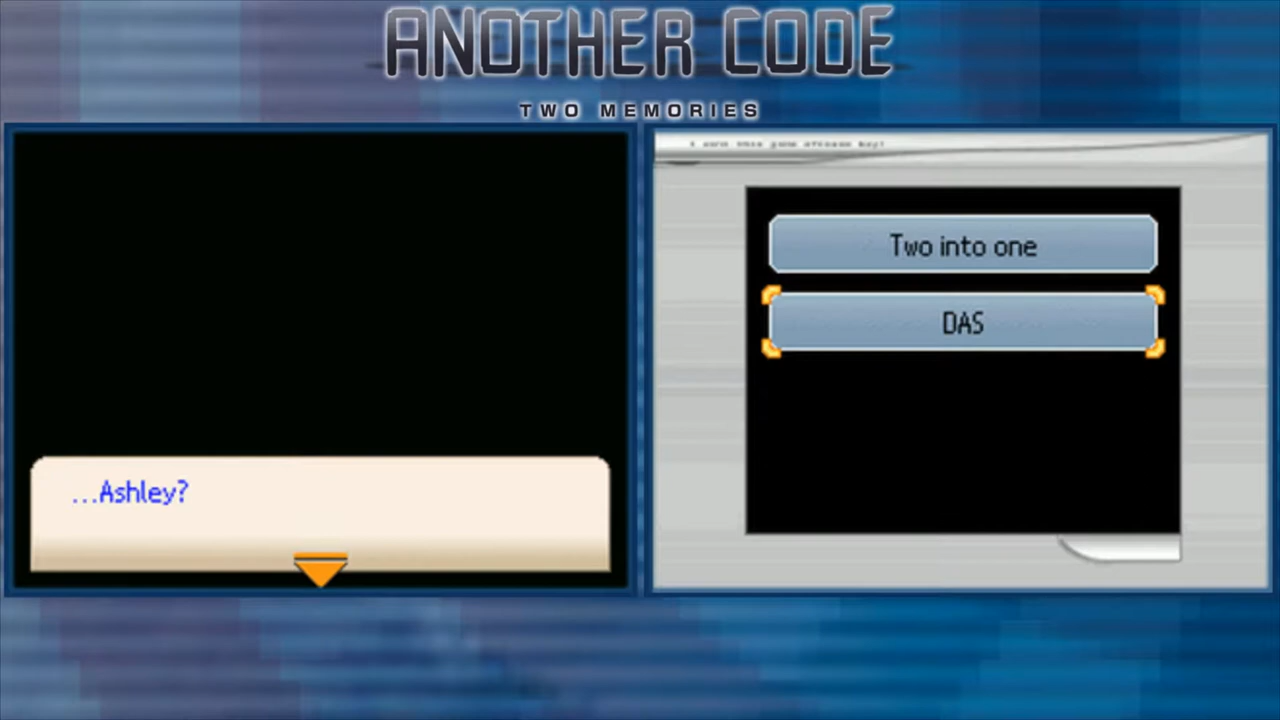 ANOTHER CODE
TWO MEMORIES
...Ashley?
Two into one
DAS